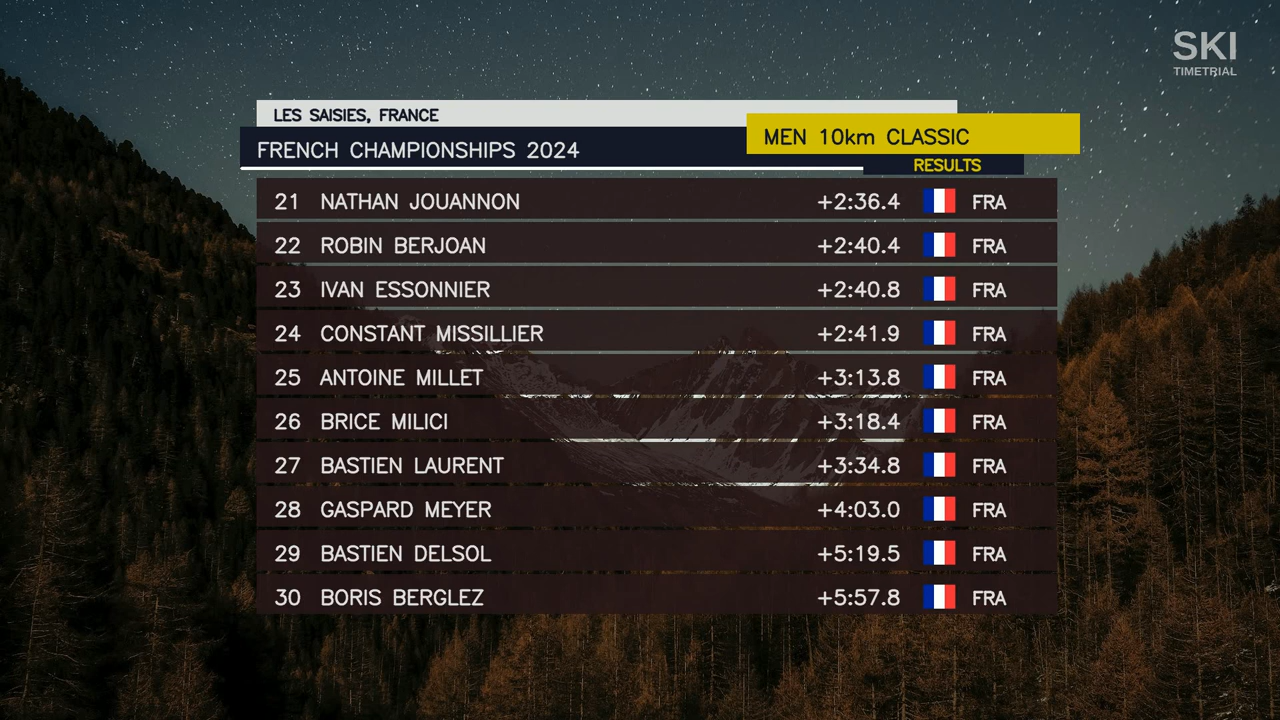 SKI
TIMETRIAL
LES SAISIES, FRANCE
FRENCH CHAMPIONSHIPS 2024
MEN 10km CLASSIC
RESULTS
21 NATHAN JOUANNON +2:36.4 FRA
22 ROBIN BERJOAN +2:40.4 FRA
23 IVAN ESSONNIER +2:40.8 FRA
24 CONSTANT MISSILLIER +2:41.9 FRA
25 ANTOINE MILLET +3:13.8 FRA
26 BRICE MILICI +3:18.4 FRA
27 BASTIEN LAURENT +3:34.8 FRA
28 GASPARD MEYER +4:03.0 FRA
29 BASTIEN DELSOL +5:19.5 FRA
30 BORIS BERGLEZ +5:57.8 FRA